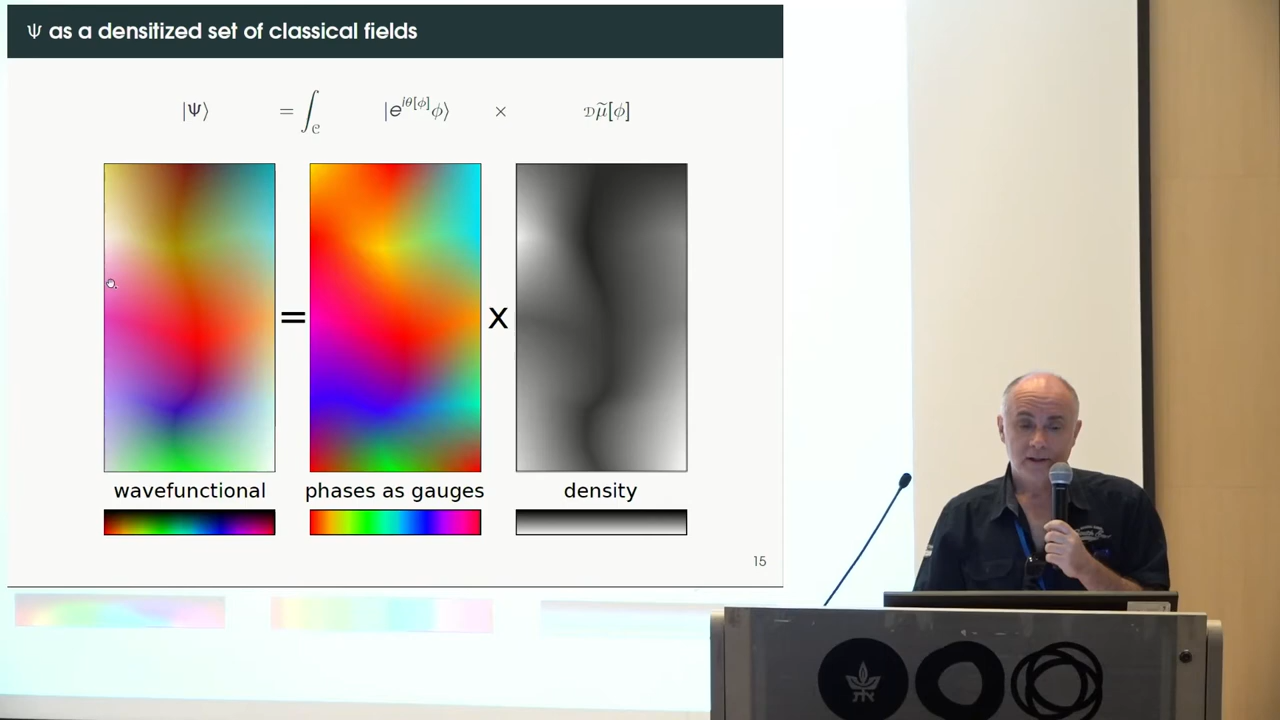 Ψ as a densitized set of classical fields
|Ψ⟩ = ∫_𝒞 |e^{iθ[ϕ]}ϕ⟩ × 𝒟μ̃[ϕ]
= x
wavefunctional phases as gauges density
15